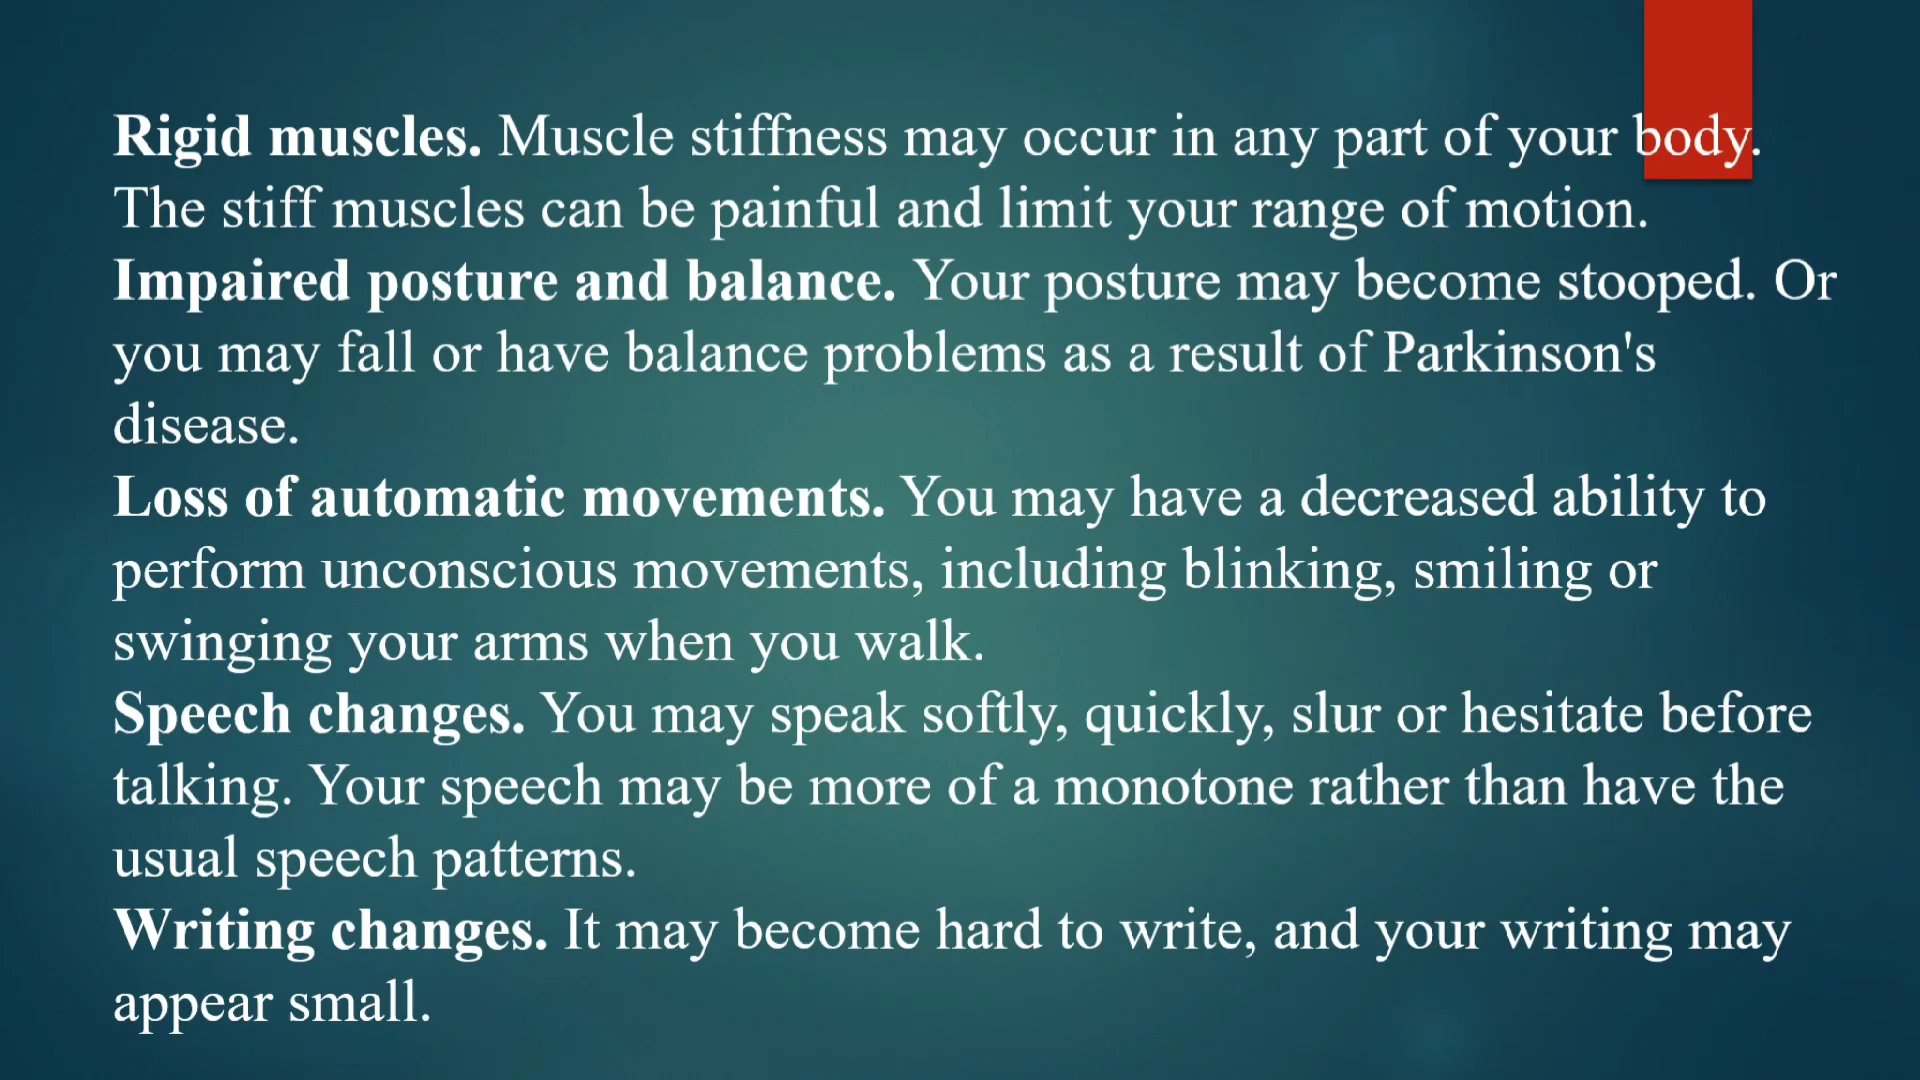 Rigid muscles. Muscle stiffness may occur in any part of your body.
The stiff muscles can be painful and limit your range of motion.
Impaired posture and balance. Your posture may become stooped. Or
you may fall or have balance problems as a result of Parkinson's
disease.
Loss of automatic movements. You may have a decreased ability to
perform unconscious movements, including blinking, smiling or
swinging your arms when you walk.
Speech changes. You may speak softly, quickly, slur or hesitate before
talking. Your speech may be more of a monotone rather than have the
usual speech patterns.
Writing changes. It may become hard to write, and your writing may
appear small.